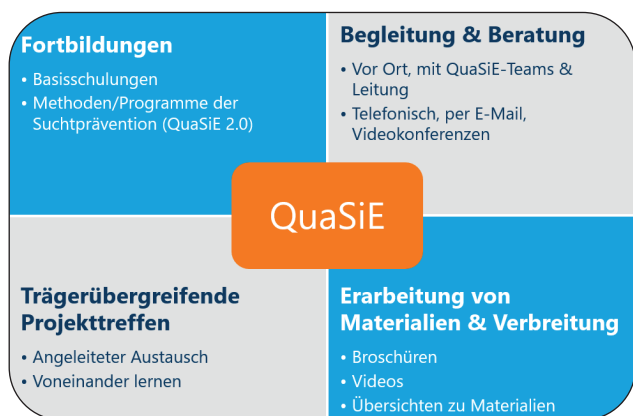 Fortbildungen
• Basisschulungen
• Methoden/Programme der
Suchtprävention (QuaSiE 2.0)
Begleitung & Beratung
• Vor Ort, mit QuaSiE-Teams &
Leitung
• Telefonisch, per E-Mail,
Videokonferenzen
QuaSiE
Trägerübergreifende
Projekttreffen
• Angeleiteter Austausch
• Voneinander lernen
Erarbeitung von
Materialien & Verbreitung
• Broschüren
• Videos
• Übersichten zu Materialien